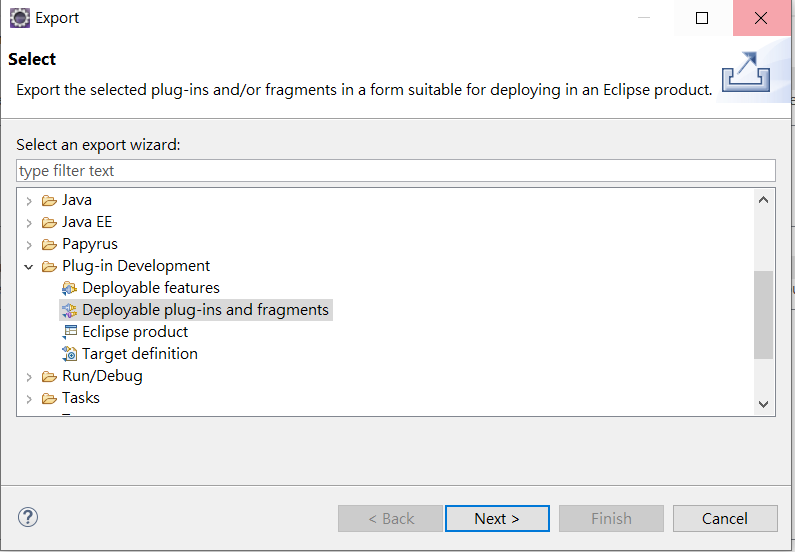 Export
Select
Export the selected plug-ins and/or fragments in a form suitable for deploying in an Eclipse product.
Select an export wizard:
type filter text
Java
Java EE
Papyrus
Plug-in Development
Deployable features
Deployable plug-ins and fragments
Eclipse product
Target definition
Run/Debug
Tasks
< Back
Next >
Finish
Cancel